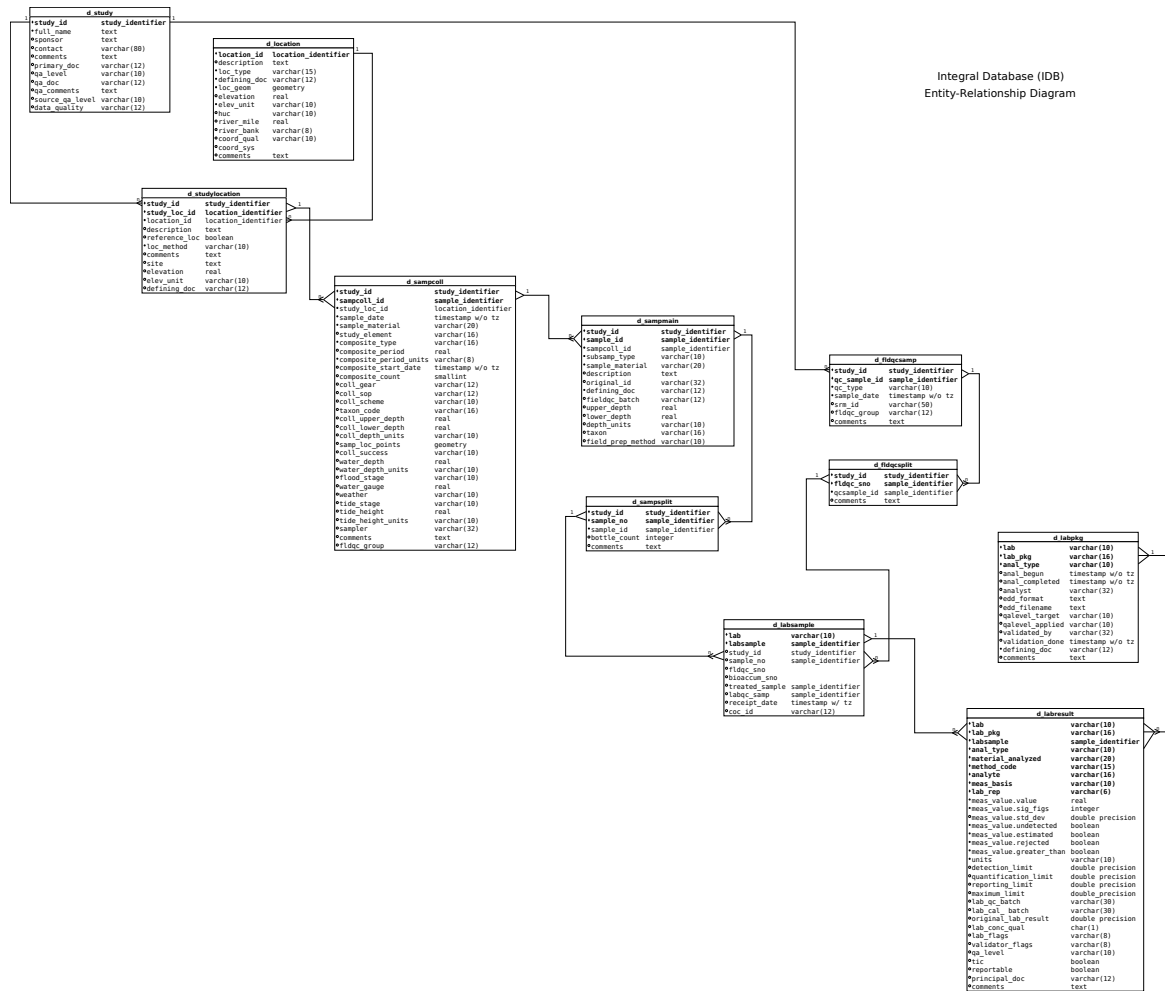 d_study
study_id study_identifier
full_name text
sponsor text
contact varchar(80)
comments text
primary_doc varchar(12)
qa_level varchar(10)
qa_doc varchar(12)
qa_comments text
source_qa_level varchar(10)
data_quality varchar(12)
1
1
d_location
location_id location_identifier
description text
loc_type varchar(15)
defining_doc varchar(12)
loc_geom geometry
elevation real
elev_unit varchar(10)
huc varchar(10)
river_mile real
river_bank varchar(8)
coord_qual varchar(10)
coord_sys
comments text
1
Integral Database (IDB)
Entity-Relationship Diagram
d_studylocation
study_id study_identifier
study_loc_id location_identifier
location_id location_identifier
description text
reference_loc boolean
loc_method varchar(10)
comments text
site text
elevation real
elev_unit varchar(10)
defining_doc varchar(12)
1
d_sampcoll
study_id study_identifier
sampcoll_id sample_identifier
study_loc_id location_identifier
sample_date timestamp w/o tz
sample_material varchar(20)
study_element varchar(16)
composite_type varchar(16)
composite_period real
composite_period_units varchar(8)
composite_start_date timestamp w/o tz
composite_count smallint
coll_gear varchar(12)
coll_sop varchar(12)
coll_scheme varchar(10)
taxon_code varchar(16)
coll_upper_depth real
coll_lower_depth real
coll_depth_units varchar(10)
samp_loc_points geometry
coll_success varchar(10)
water_depth real
water_depth_units varchar(10)
flood_stage varchar(10)
water_gauge real
weather varchar(10)
tide_stage varchar(10)
tide_height real
tide_height_units varchar(10)
sampler varchar(32)
comments text
fldqc_group varchar(12)
1
d_sampmain
study_id study_identifier
sample_id sample_identifier
sampcoll_id sample_identifier
subsamp_type varchar(10)
sample_material varchar(20)
description text
original_id varchar(32)
defining_doc varchar(12)
fieldqc_batch varchar(12)
upper_depth real
lower_depth real
depth_units varchar(10)
taxon varchar(16)
field_prep_method varchar(10)
1
d_fldqcsamp
study_id study_identifier
qc_sample_id sample_identifier
qc_type varchar(10)
sample_date timestamp w/o tz
srm_id varchar(50)
fldqc_group varchar(12)
comments text
1
d_fldqcsplit
study_id study_identifier
fldqc_sno sample_identifier
qcsample_id sample_identifier
comments text
1
d_sampsplit
study_id study_identifier
sample_no sample_identifier
sample_id sample_identifier
bottle_count integer
comments text
1
d_labpkg
lab varchar(10)
lab_pkg varchar(16)
anal_type varchar(10)
anal_begun timestamp w/o tz
anal_completed timestamp w/o tz
analyst varchar(32)
edd_format text
edd_filename text
qalevel_target varchar(10)
qalevel_applied varchar(10)
validated_by varchar(32)
validation_done timestamp w/o tz
defining_doc varchar(12)
comments text
1
d_labsample
lab varchar(10)
labsample sample_identifier
study_id study_identifier
sample_no sample_identifier
fldqc_sno
bioaccum_sno
treated_sample sample_identifier
labqc_samp sample_identifier
receipt_date timestamp w/ tz
coc_id varchar(12)
1
d_labresult
lab varchar(10)
lab_pkg varchar(16)
labsample sample_identifier
anal_type varchar(10)
material_analyzed varchar(20)
method_code varchar(15)
analyte varchar(16)
meas_basis varchar(10)
lab_rep varchar(6)
meas_value.value real
meas_value.sig_figs integer
meas_value.std_dev double precision
meas_value.undetected boolean
meas_value.estimated boolean
meas_value.rejected boolean
meas_value.greater_than boolean
units varchar(10)
detection_limit double precision
quantification_limit double precision
reporting_limit double precision
maximum_limit double_precision
lab_qc_batch varchar(30)
lab_cal_ batch varchar(30)
original_lab_result double precision
lab_conc_qual char(1)
lab_flags varchar(8)
validator_flags varchar(8)
qa_level varchar(10)
tic boolean
reportable boolean
principal_doc varchar(12)
comments text